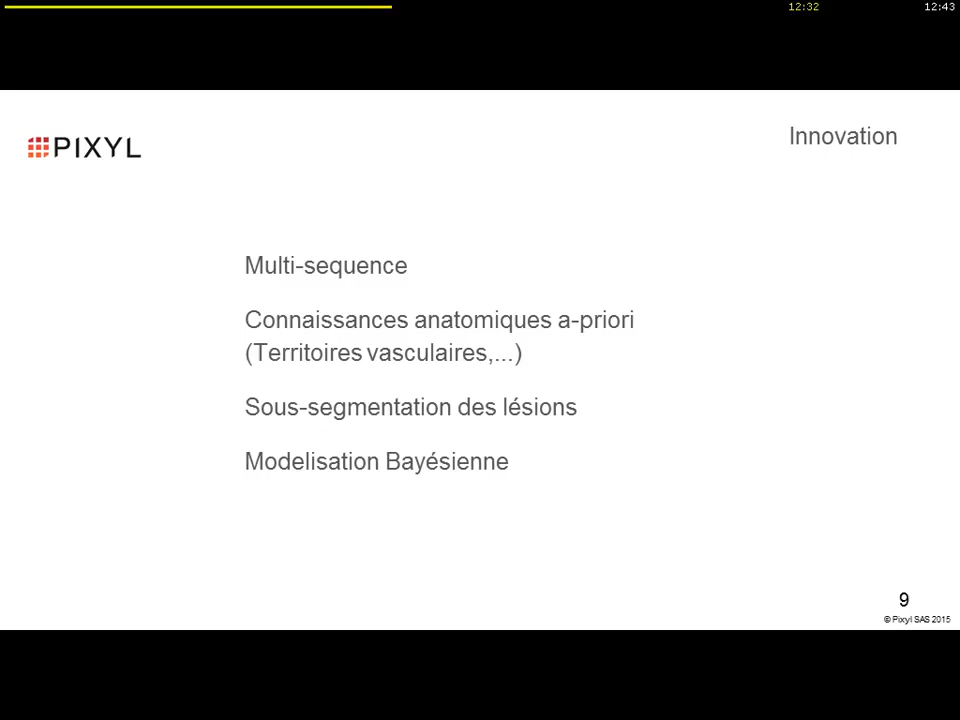 12:32
12:43
PIXYL
Innovation
Multi-sequence
Connaissances anatomiques a-priori
(Territoires vasculaires,...)
Sous-segmentation des lésions
Modelisation Bayésienne
9
© Pixyl SAS 2015